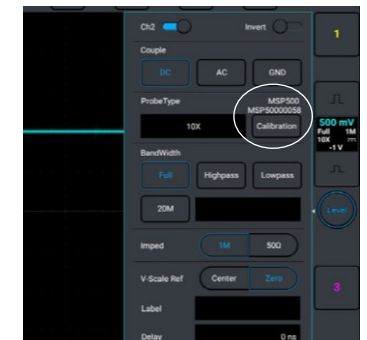 Ch2 Invert 1
Couple
DC AC GND
ProbeType MSP500
MSP50000058
10X Calibration
500 mV
Full 1M
10X
-1 V
BandWidth
Full Highpass Lowpass
20M
Level
Imped 1M 50Ω
V-Scale Ref Center Zero
3
Label
Delay 0 ns